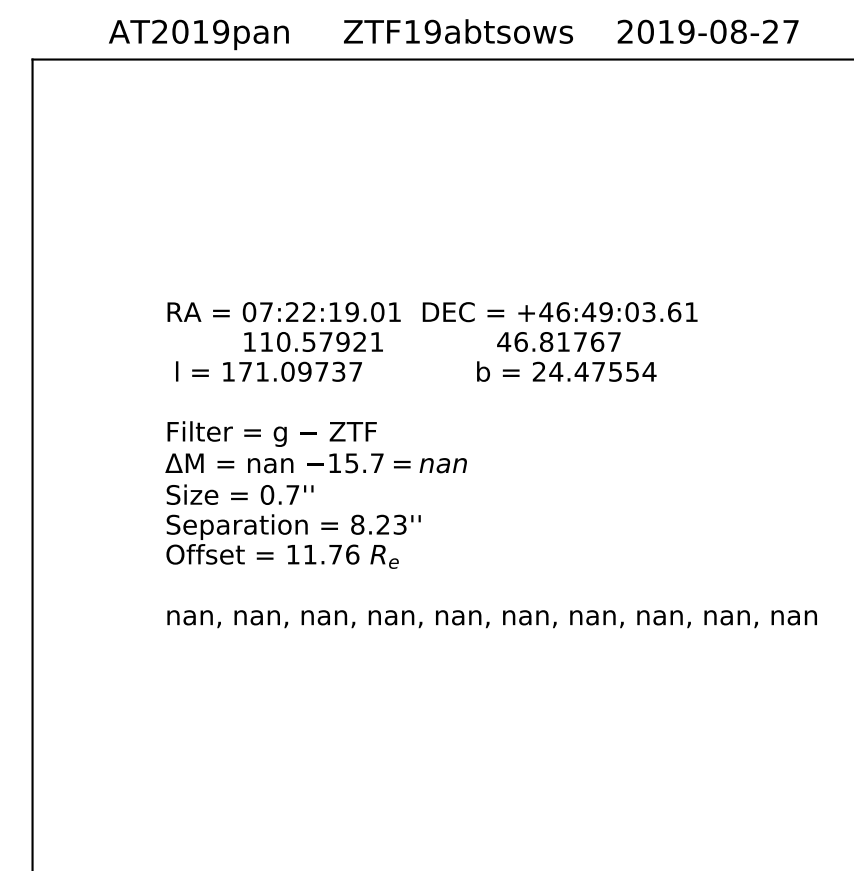 AT2019pan ZTF19abtsows 2019-08-27
RA = 07:22:19.01 DEC = +46:49:03.61
110.57921 46.81767
l = 171.09737 b = 24.47554
Filter = g − ZTF
ΔM = nan −15.7 = nan
Size = 0.7''
Separation = 8.23''
Offset = 11.76 Rₑ
nan, nan, nan, nan, nan, nan, nan, nan, nan, nan